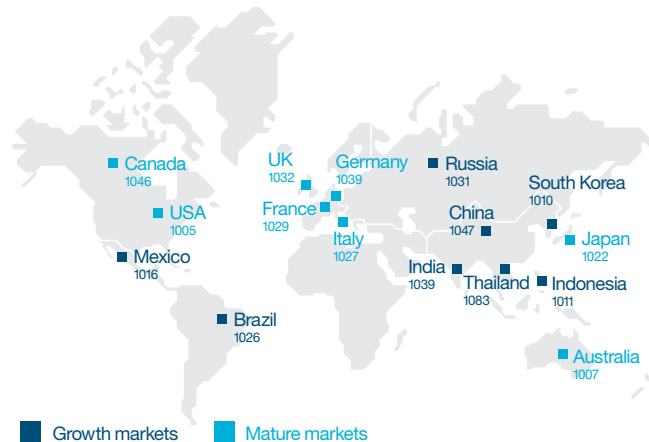 Canada
1046
USA
1005
Mexico
1016
Brazil
1026
UK
1032
Germany
1039
France
1029
Italy
1027
Russia
1031
South Korea
1010
China
1047
Japan
1022
India
1039
Thailand
1083
Indonesia
1011
Australia
1007
Growth markets
Mature markets